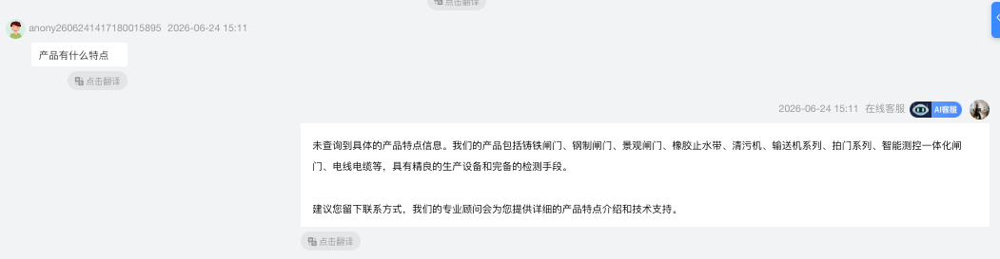 点击翻译
anony2606241417180015895 2026-06-24 15:11
产品有什么特点
点击翻译
2026-06-24 15:11 在线客服 AI客服
未查询到具体的产品特点信息。我们的产品包括铸铁闸门、钢制闸门、景观闸门、橡胶止水带、清污机、输送机系列、拍门系列、智能测控一体化闸
门、电线电缆等，具有精良的生产设备和完备的检测手段。
建议您留下联系方式，我们的专业顾问会为您提供详细的产品特点介绍和技术支持。
点击翻译